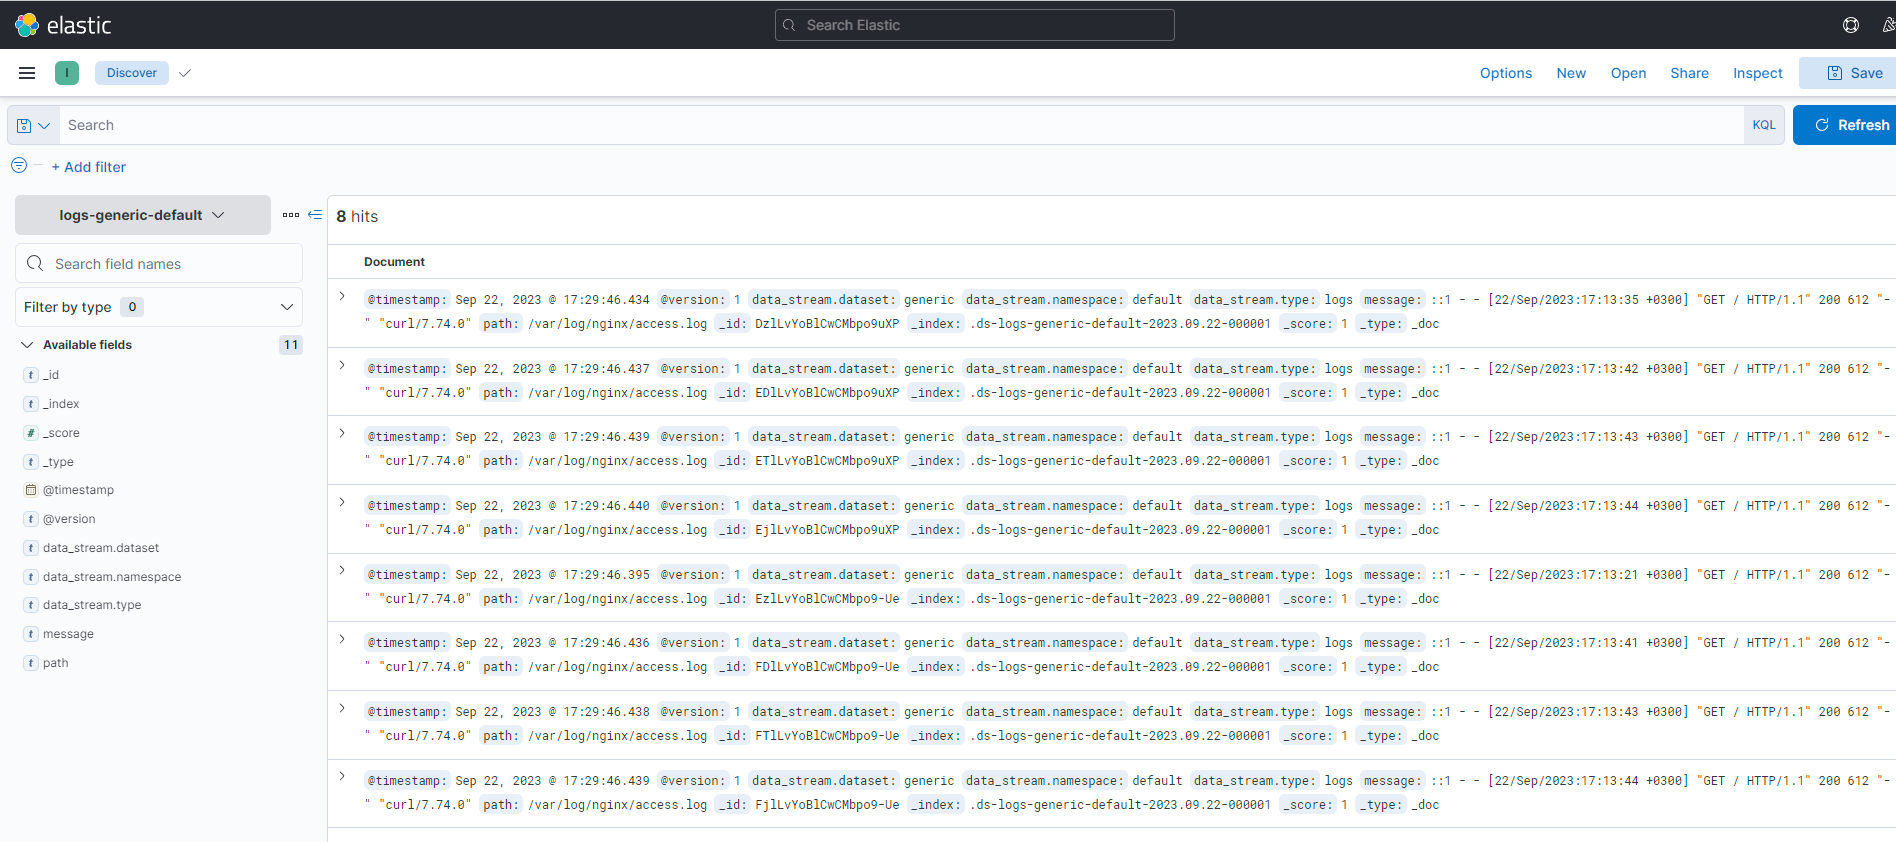 elastic
Search Elastic
I
Discover
Options New Open Share Inspect Save
Search
KQL
Refresh
+ Add filter
logs-generic-default
8 hits
Search field names
Document
Filter by type 0
Available fields 11
_id
_index
_score
_type
@timestamp
@version
data_stream.dataset
data_stream.namespace
data_stream.type
message
path
@timestamp: Sep 22, 2023 @ 17:29:46.434 @version: 1 data_stream.dataset: generic data_stream.namespace: default data_stream.type: logs message: ::1 - - [22/Sep/2023:17:13:35 +0300] "GET / HTTP/1.1" 200 612 "-
" "curl/7.74.0" path: /var/log/nginx/access.log _id: DzlLvYoBlCwCMbpo9uXP _index: .ds-logs-generic-default-2023.09.22-000001 _score: 1 _type: _doc
@timestamp: Sep 22, 2023 @ 17:29:46.437 @version: 1 data_stream.dataset: generic data_stream.namespace: default data_stream.type: logs message: ::1 - - [22/Sep/2023:17:13:42 +0300] "GET / HTTP/1.1" 200 612 "-
" "curl/7.74.0" path: /var/log/nginx/access.log _id: EDlLvYoBlCwCMbpo9uXP _index: .ds-logs-generic-default-2023.09.22-000001 _score: 1 _type: _doc
@timestamp: Sep 22, 2023 @ 17:29:46.439 @version: 1 data_stream.dataset: generic data_stream.namespace: default data_stream.type: logs message: ::1 - - [22/Sep/2023:17:13:43 +0300] "GET / HTTP/1.1" 200 612 "-
" "curl/7.74.0" path: /var/log/nginx/access.log _id: ETlLvYoBlCwCMbpo9uXP _index: .ds-logs-generic-default-2023.09.22-000001 _score: 1 _type: _doc
@timestamp: Sep 22, 2023 @ 17:29:46.440 @version: 1 data_stream.dataset: generic data_stream.namespace: default data_stream.type: logs message: ::1 - - [22/Sep/2023:17:13:44 +0300] "GET / HTTP/1.1" 200 612 "-
" "curl/7.74.0" path: /var/log/nginx/access.log _id: EjlLvYoBlCwCMbpo9uXP _index: .ds-logs-generic-default-2023.09.22-000001 _score: 1 _type: _doc
@timestamp: Sep 22, 2023 @ 17:29:46.395 @version: 1 data_stream.dataset: generic data_stream.namespace: default data_stream.type: logs message: ::1 - - [22/Sep/2023:17:13:21 +0300] "GET / HTTP/1.1" 200 612 "-
" "curl/7.74.0" path: /var/log/nginx/access.log _id: EzlLvYoBlCwCMbpo9-Ue _index: .ds-logs-generic-default-2023.09.22-000001 _score: 1 _type: _doc
@timestamp: Sep 22, 2023 @ 17:29:46.436 @version: 1 data_stream.dataset: generic data_stream.namespace: default data_stream.type: logs message: ::1 - - [22/Sep/2023:17:13:41 +0300] "GET / HTTP/1.1" 200 612 "-
" "curl/7.74.0" path: /var/log/nginx/access.log _id: FDlLvYoBlCwCMbpo9-Ue _index: .ds-logs-generic-default-2023.09.22-000001 _score: 1 _type: _doc
@timestamp: Sep 22, 2023 @ 17:29:46.438 @version: 1 data_stream.dataset: generic data_stream.namespace: default data_stream.type: logs message: ::1 - - [22/Sep/2023:17:13:43 +0300] "GET / HTTP/1.1" 200 612 "-
" "curl/7.74.0" path: /var/log/nginx/access.log _id: FTlLvYoBlCwCMbpo9-Ue _index: .ds-logs-generic-default-2023.09.22-000001 _score: 1 _type: _doc
@timestamp: Sep 22, 2023 @ 17:29:46.439 @version: 1 data_stream.dataset: generic data_stream.namespace: default data_stream.type: logs message: ::1 - - [22/Sep/2023:17:13:44 +0300] "GET / HTTP/1.1" 200 612 "-
" "curl/7.74.0" path: /var/log/nginx/access.log _id: FjlLvYoBlCwCMbpo9-Ue _index: .ds-logs-generic-default-2023.09.22-000001 _score: 1 _type: _doc